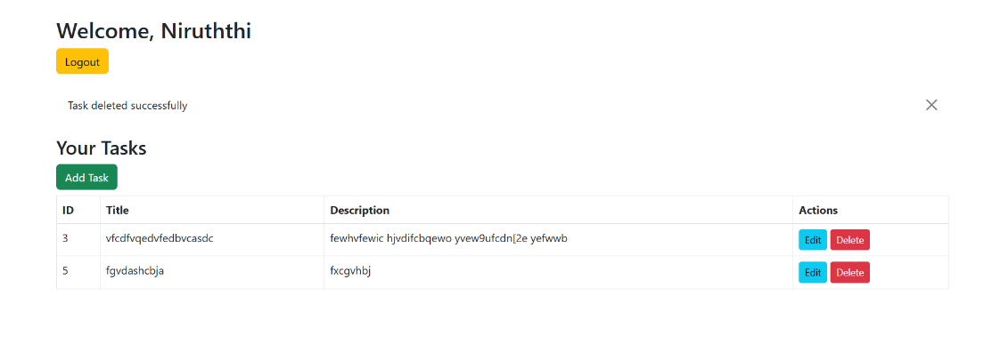 Welcome, Niruththi
Logout
Task deleted successfully
Your Tasks
Add Task
ID Title Description Actions
3 vfcdfvqedvfedbvcasdc fewhvfewic hjvdifcbqewo yvew9ufcdn[2e yefwwb Edit Delete
5 fgvdashcbja fxcgvhbj Edit Delete